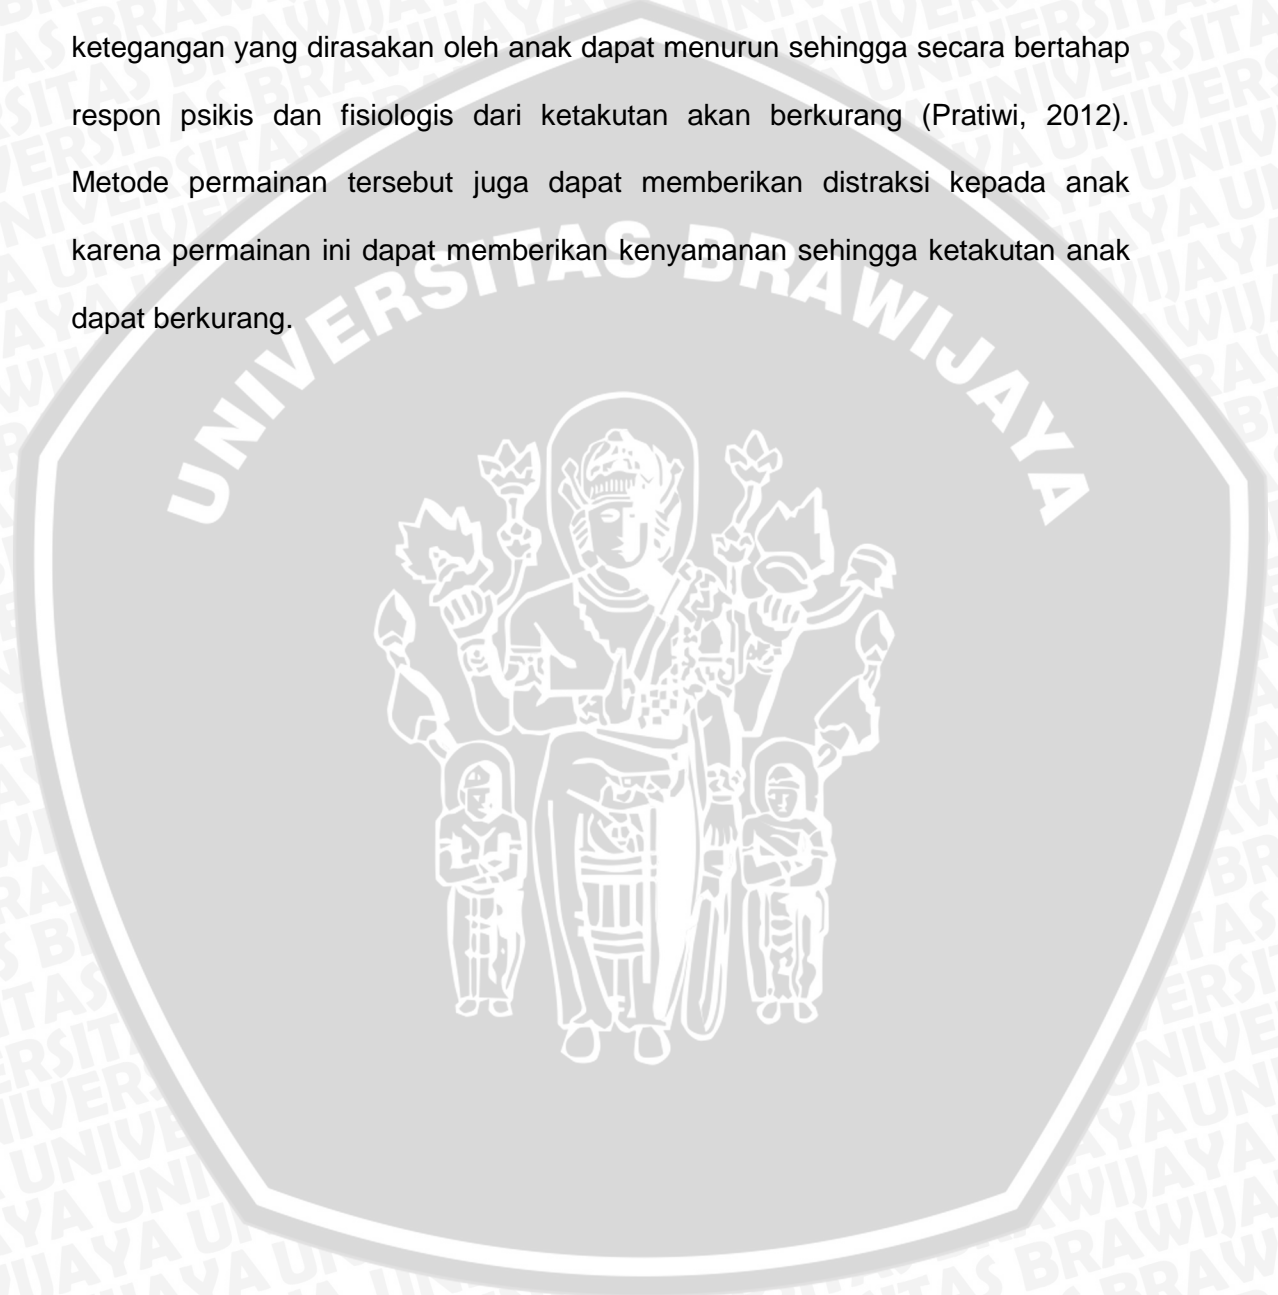 ketegangan yang dirasakan oleh anak dapat menurun sehingga secara bertahap
respon psikis dan fisiologis dari ketakutan akan berkurang (Pratiwi, 2012).
Metode permainan tersebut juga dapat memberikan distraksi kepada anak
karena permainan ini dapat memberikan kenyamanan sehingga ketakutan anak
dapat berkurang.
UNIVERSITAS BRAWIJAYA